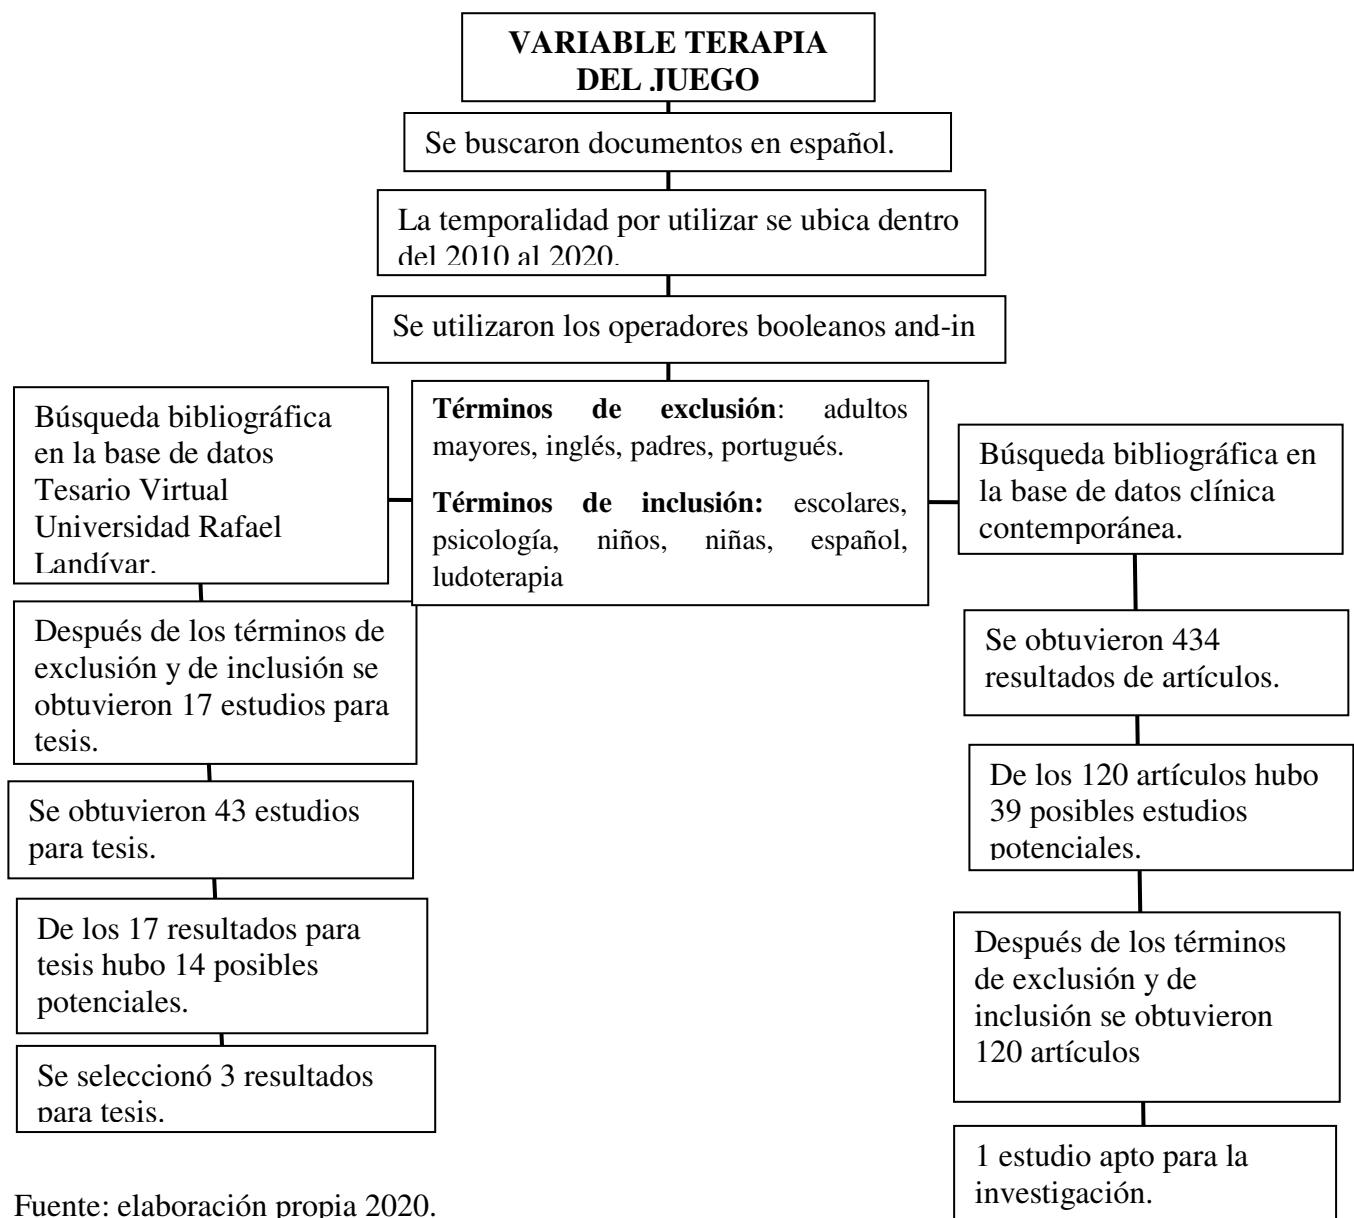 VARIABLE TERAPIA
DEL JUEGO
Se buscaron documentos en español.
La temporalidad por utilizar se ubica dentro
del 2010 al 2020.
Se utilizaron los operadores booleanos and-in
Términos de exclusión: adultos
mayores, inglés, padres, portugués.
Términos de inclusión: escolares,
psicología, niños, niñas, español,
ludoterapia
Búsqueda bibliográfica
en la base de datos
Tesario Virtual
Universidad Rafael
Landívar.
Después de los términos de
exclusión y de inclusión se
obtuvieron 17 estudios para
tesis.
Se obtuvieron 43 estudios
para tesis.
De los 17 resultados para
tesis hubo 14 posibles
potenciales.
Se seleccionó 3 resultados
para tesis.
Búsqueda bibliográfica en
la base de datos clínica
contemporánea.
Se obtuvieron 434
resultados de artículos.
De los 120 artículos hubo
39 posibles estudios
potenciales.
Después de los términos
de exclusión y de
inclusión se obtuvieron
120 artículos
1 estudio apto para la
investigación.
Fuente: elaboración propia 2020.